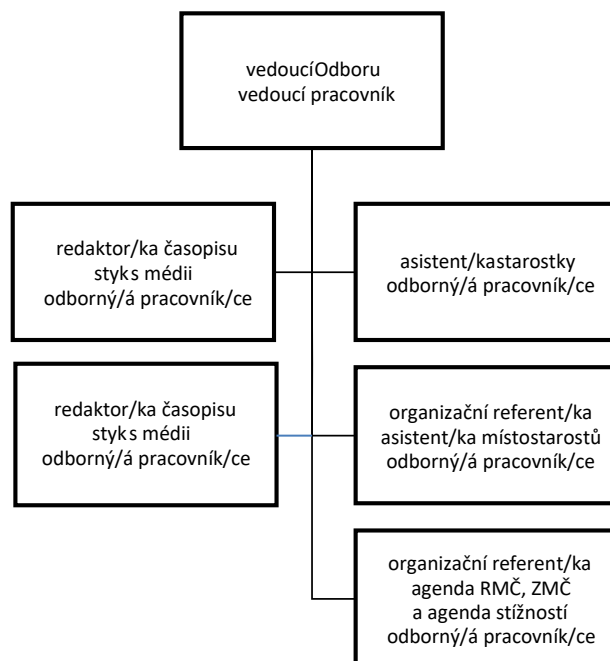 vedoucíOdboru
vedoucí pracovník
redaktor/ka časopisu
styk s médii
odborný/á pracovník/ce
asistent/kastarostky
odborný/á pracovník/ce
redaktor/ka časopisu
styk s médii
odborný/á pracovník/ce
organizační referent/ka
asistent/ka místostarostů
odborný/á pracovník/ce
organizační referent/ka
agenda RMČ, ZMČ
a agenda stížností
odborný/á pracovník/ce